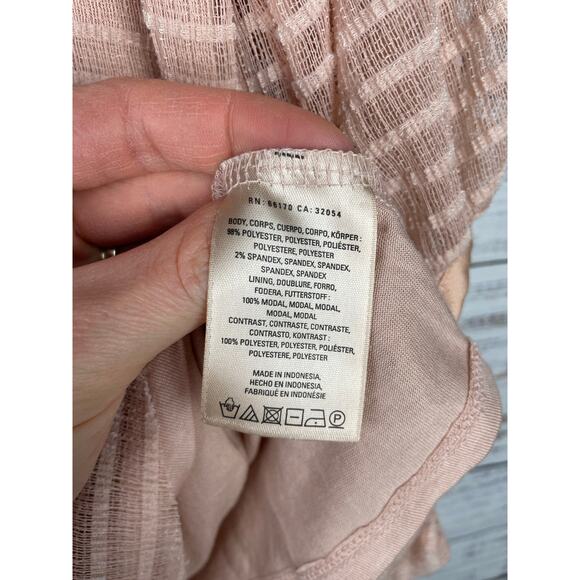 RN: 66170 CA: 32054
BODY, CORPS, CUERPO, CORPO, KÖRPER :
98% POLYESTER, POLYESTER, POLIÉSTER,
POLYESTERE, POLYESTER
2% SPANDEX, SPANDEX, SPANDEX,
SPANDEX, SPANDEX
LINING, DOUBLURE, FORRO,
FODERA, FUTTERSTOFF :
100% MODAL, MODAL, MODAL,
MODAL, MODAL
CONTRAST, CONTRASTE, CONTRASTE,
CONTRASTO, KONTRAST :
100% POLYESTER, POLYESTER, POLIÉSTER,
POLYESTERE, POLYESTER
MADE IN INDONESIA,
HECHO EN INDONESIA,
FABRIQUÉ EN INDONÉSIE
P